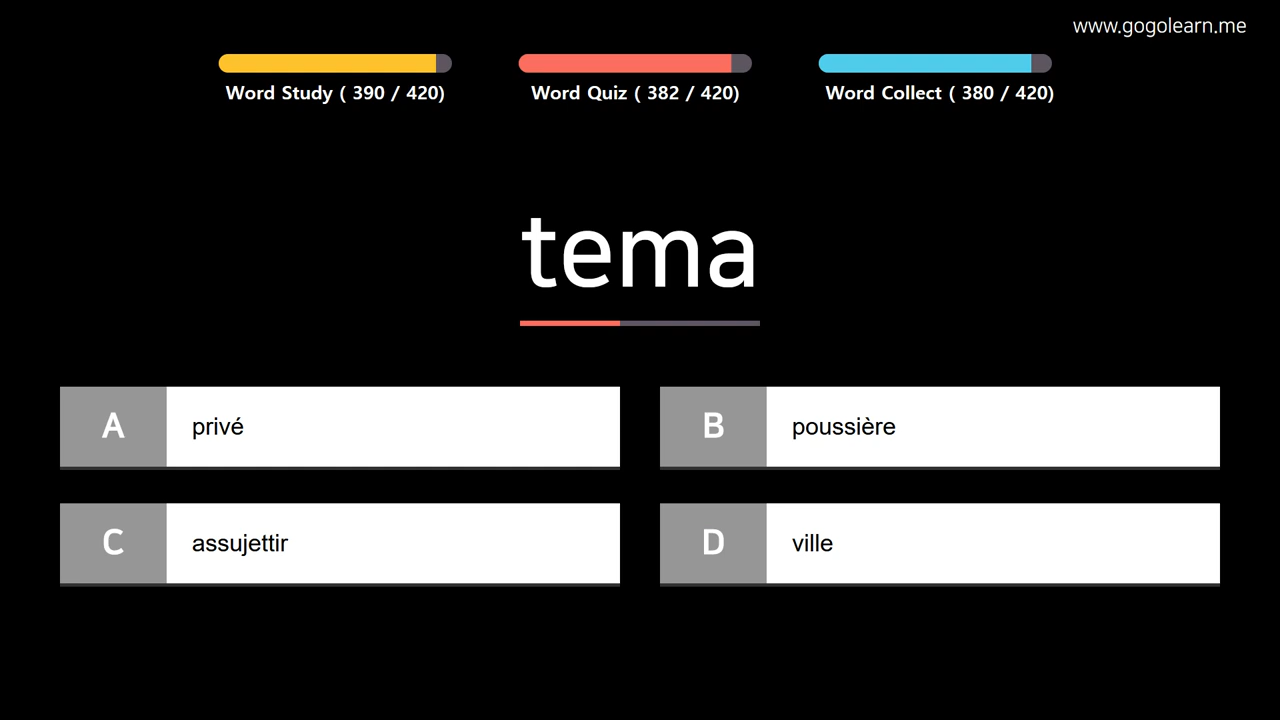 www.gogolearn.me
Word Study ( 390 / 420)
Word Quiz ( 382 / 420)
Word Collect ( 380 / 420)
tema
A privé
B poussière
C assujettir
D ville